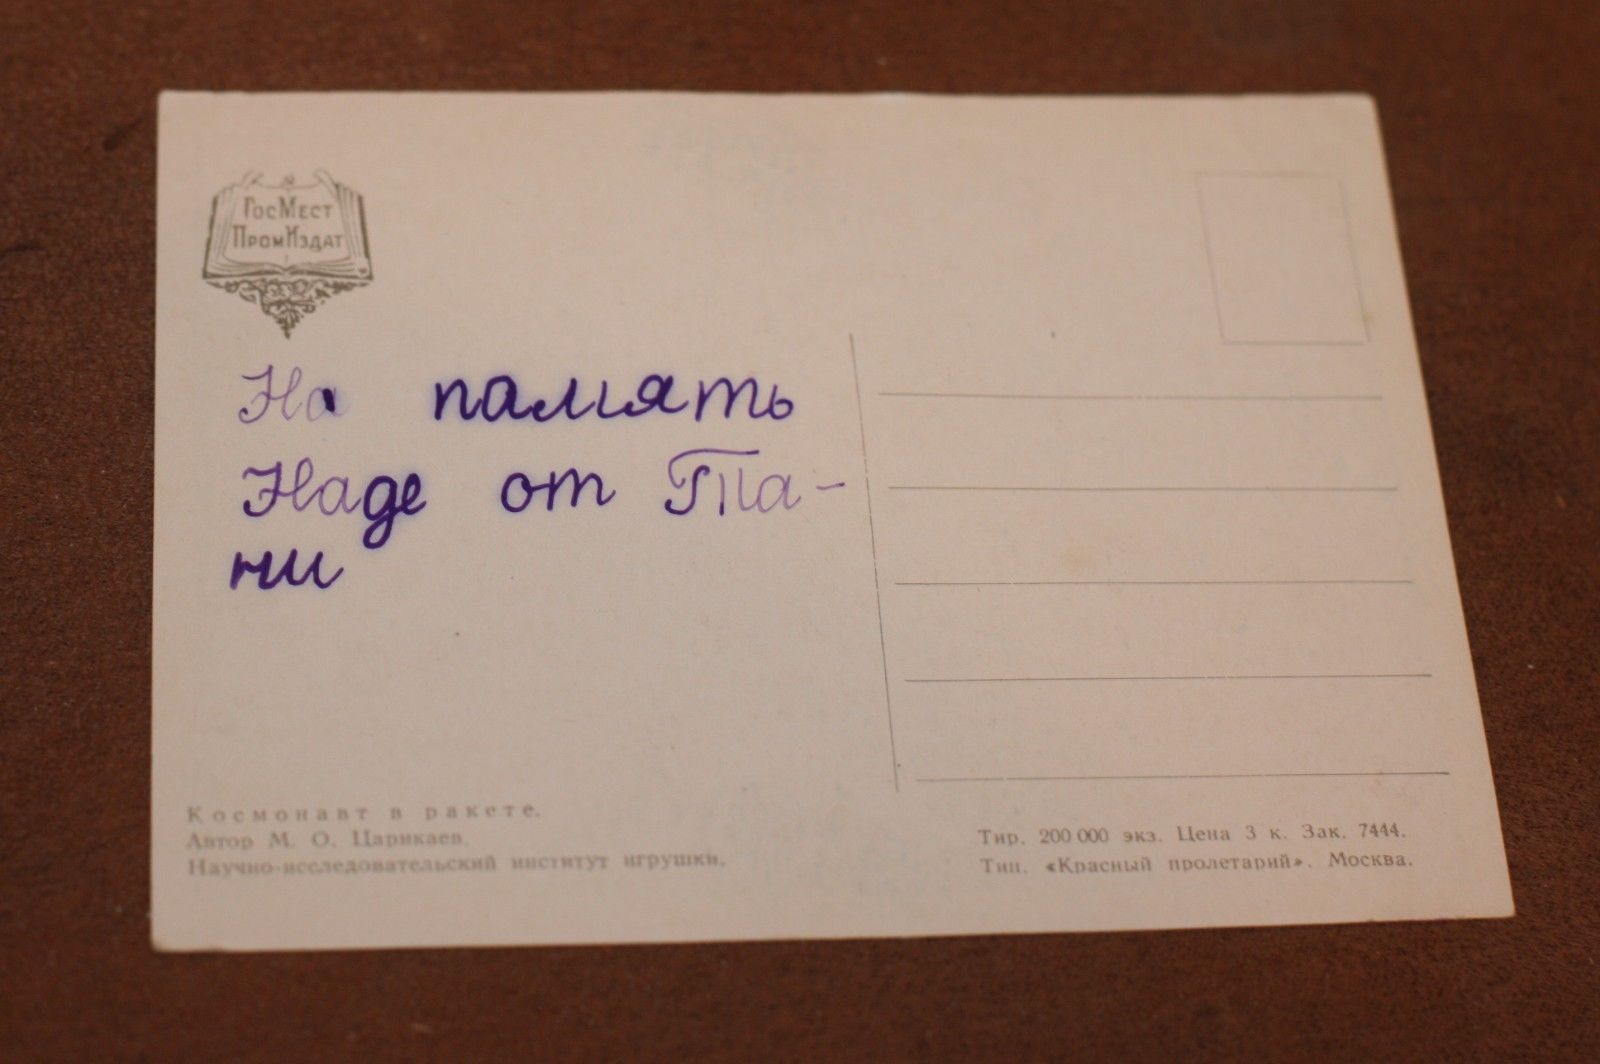 ГосМест
ПромИздат
На память
Наде от Та-
ни
Космонавт в ракете.
Автор М. О. Царикаев.
Научно-исследовательский институт игрушки.
Тир. 200 000 экз. Цена 3 к. Зак. 7444.
Тип. «Красный пролетарий». Москва.